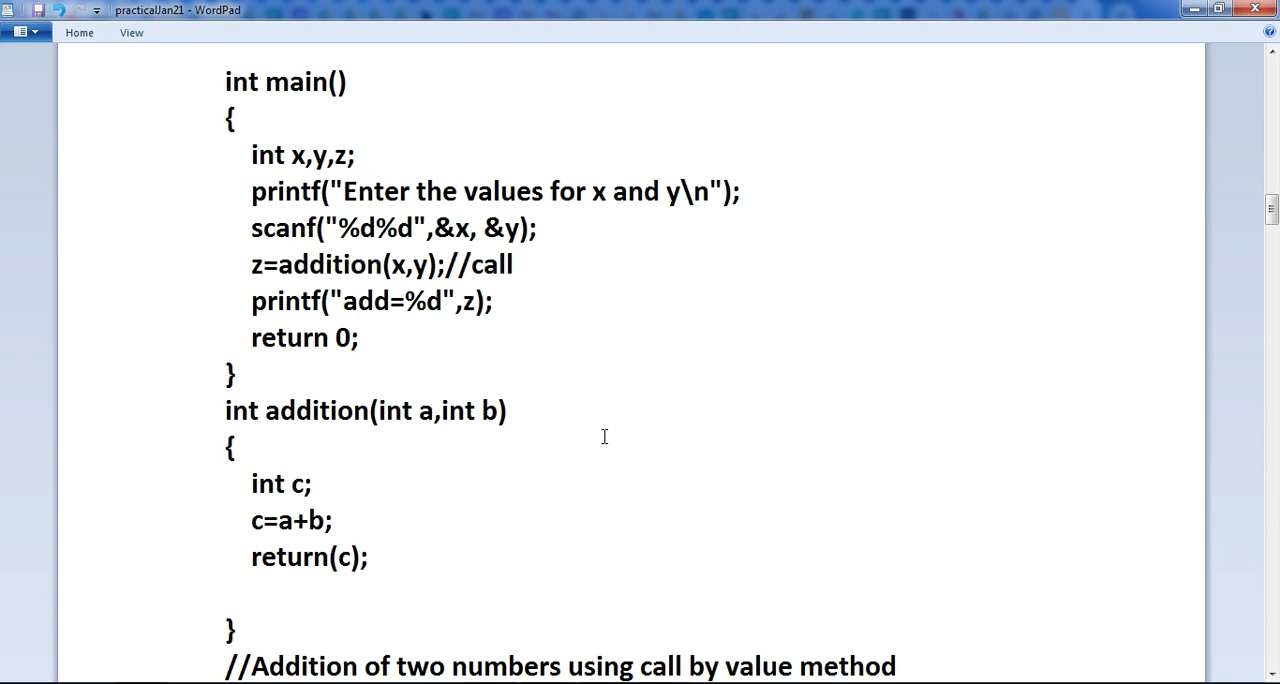 practicalJan21 - WordPad
Home View
int main()
{
int x,y,z;
printf("Enter the values for x and y\n");
scanf("%d%d",&x, &y);
z=addition(x,y);//call
printf("add=%d",z);
return 0;
}
int addition(int a,int b)
{
int c;
c=a+b;
return(c);
}
//Addition of two numbers using call by value method